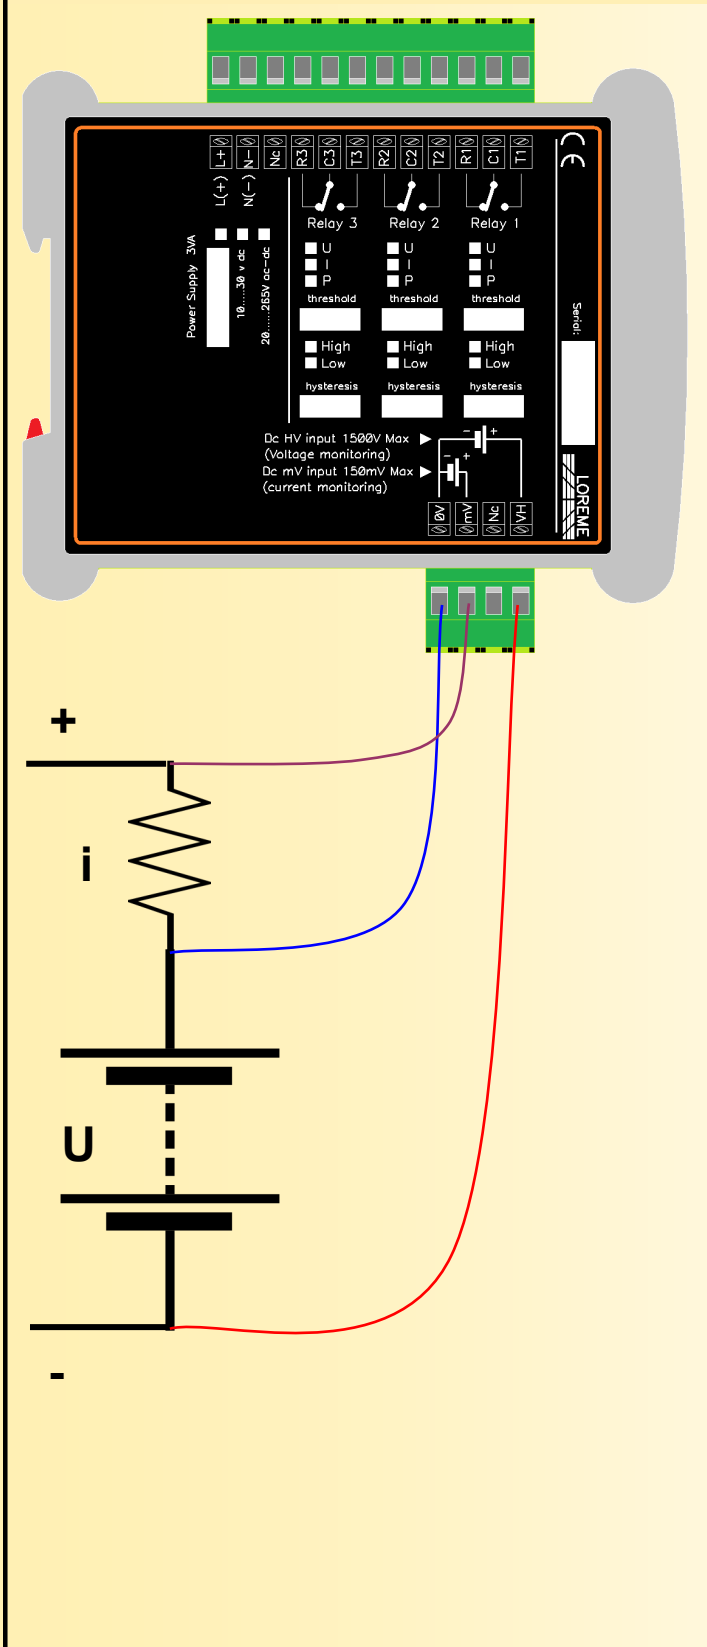 L+ N- Nc R3 C3 T3 R2 C2 T2 R1 C1 T1
L(+) N(-)
CE
Relay 3 Relay 2 Relay 1
Power Supply 3VA
10.....30 v dc
20.....265V ac-dc
U U U
I I I
P P P
threshold threshold threshold
High High High
Low Low Low
hysteresis hysteresis hysteresis
Serial:
Dc HV input 1500V Max
(Voltage monitoring)
Dc mV input 150mV Max
(current monitoring)
- +
- +
0V mV Nc VH
LOREME
+
i
U
-